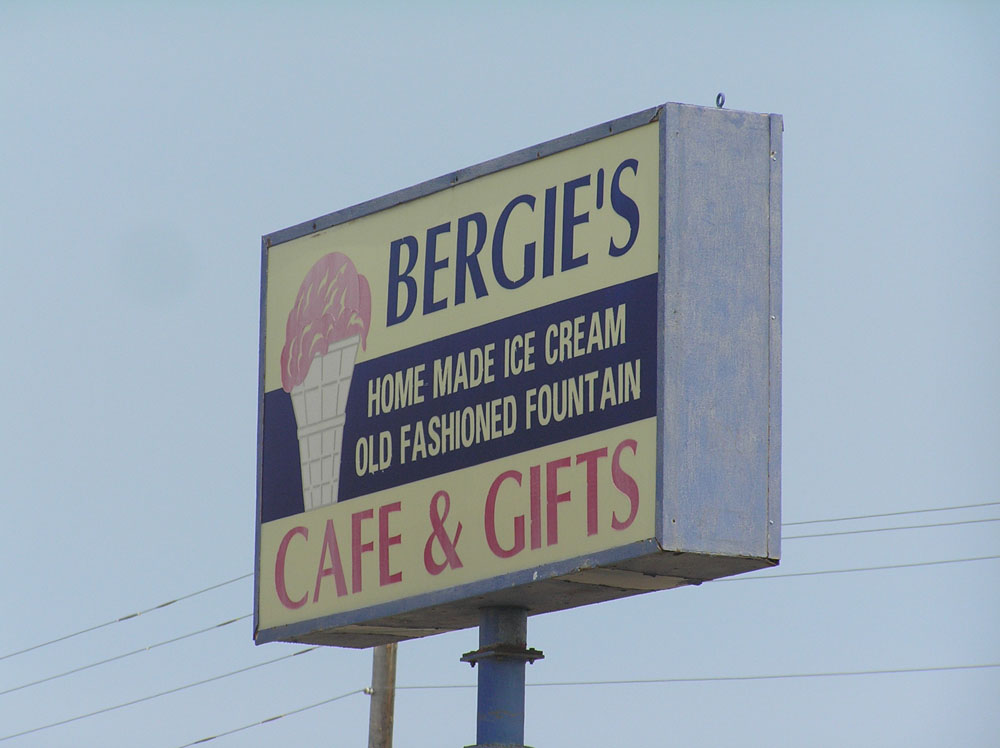 BERGIE'S
HOME MADE ICE CREAM
OLD FASHIONED FOUNTAIN
CAFE & GIFTS